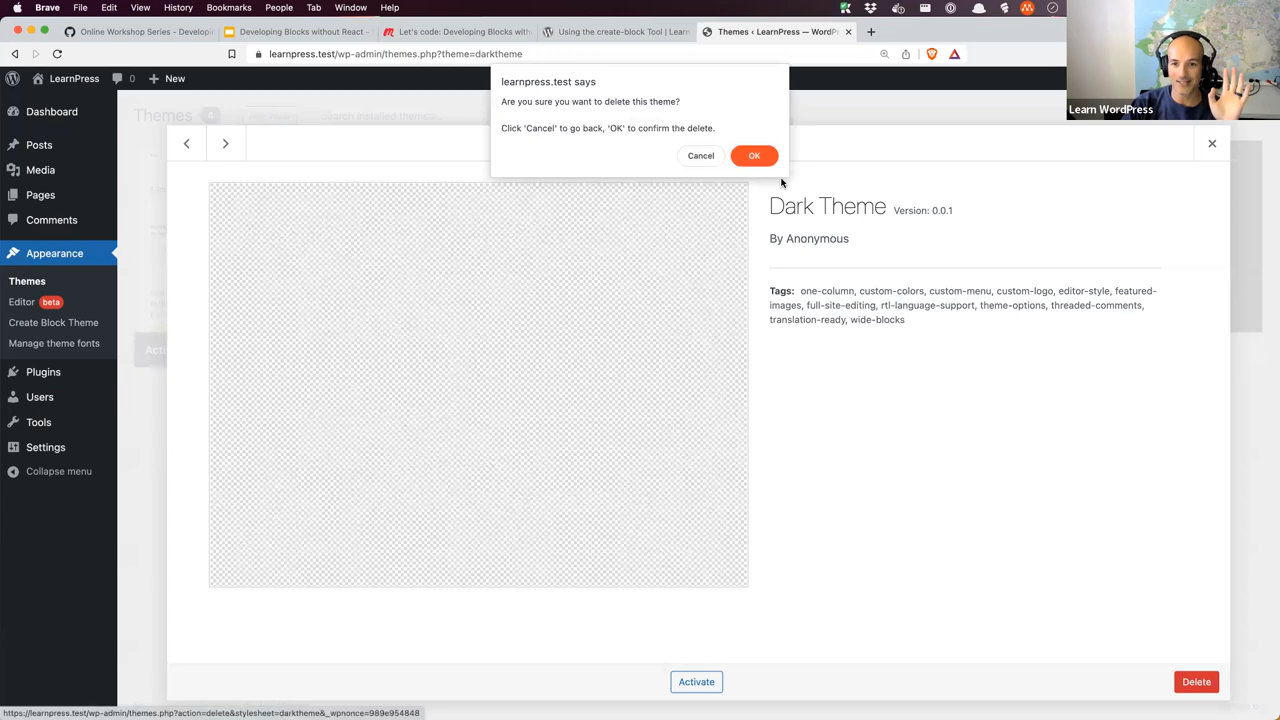 Brave File Edit View History Bookmarks People Tab Window Help
Online Workshop Series - Developi
Developing Blocks without React -
Let's code: Developing Blocks with
Using the create-block Tool | Learn
Themes ‹ LearnPress — WordP
learnpress.test/wp-admin/themes.php?theme=darktheme
LearnPress 0 New
Learn WordPress
learnpress.test says
Are you sure you want to delete this theme?
Click 'Cancel' to go back, 'OK' to confirm the delete.
Cancel OK
Dashboard
Posts
Media
Pages
Comments
Appearance
Themes
Editor beta
Create Block Theme
Manage theme fonts
Plugins
Users
Tools
Settings
Collapse menu
Themes 4
Search installed themes...
Dark Theme Version: 0.0.1
By Anonymous
Tags: one-column, custom-colors, custom-menu, custom-logo, editor-style, featured-
images, full-site-editing, rtl-language-support, theme-options, threaded-comments,
translation-ready, wide-blocks
Activate
Delete
https://learnpress.test/wp-admin/themes.php?action=delete&stylesheet=darktheme&_wpnonce=989e954848